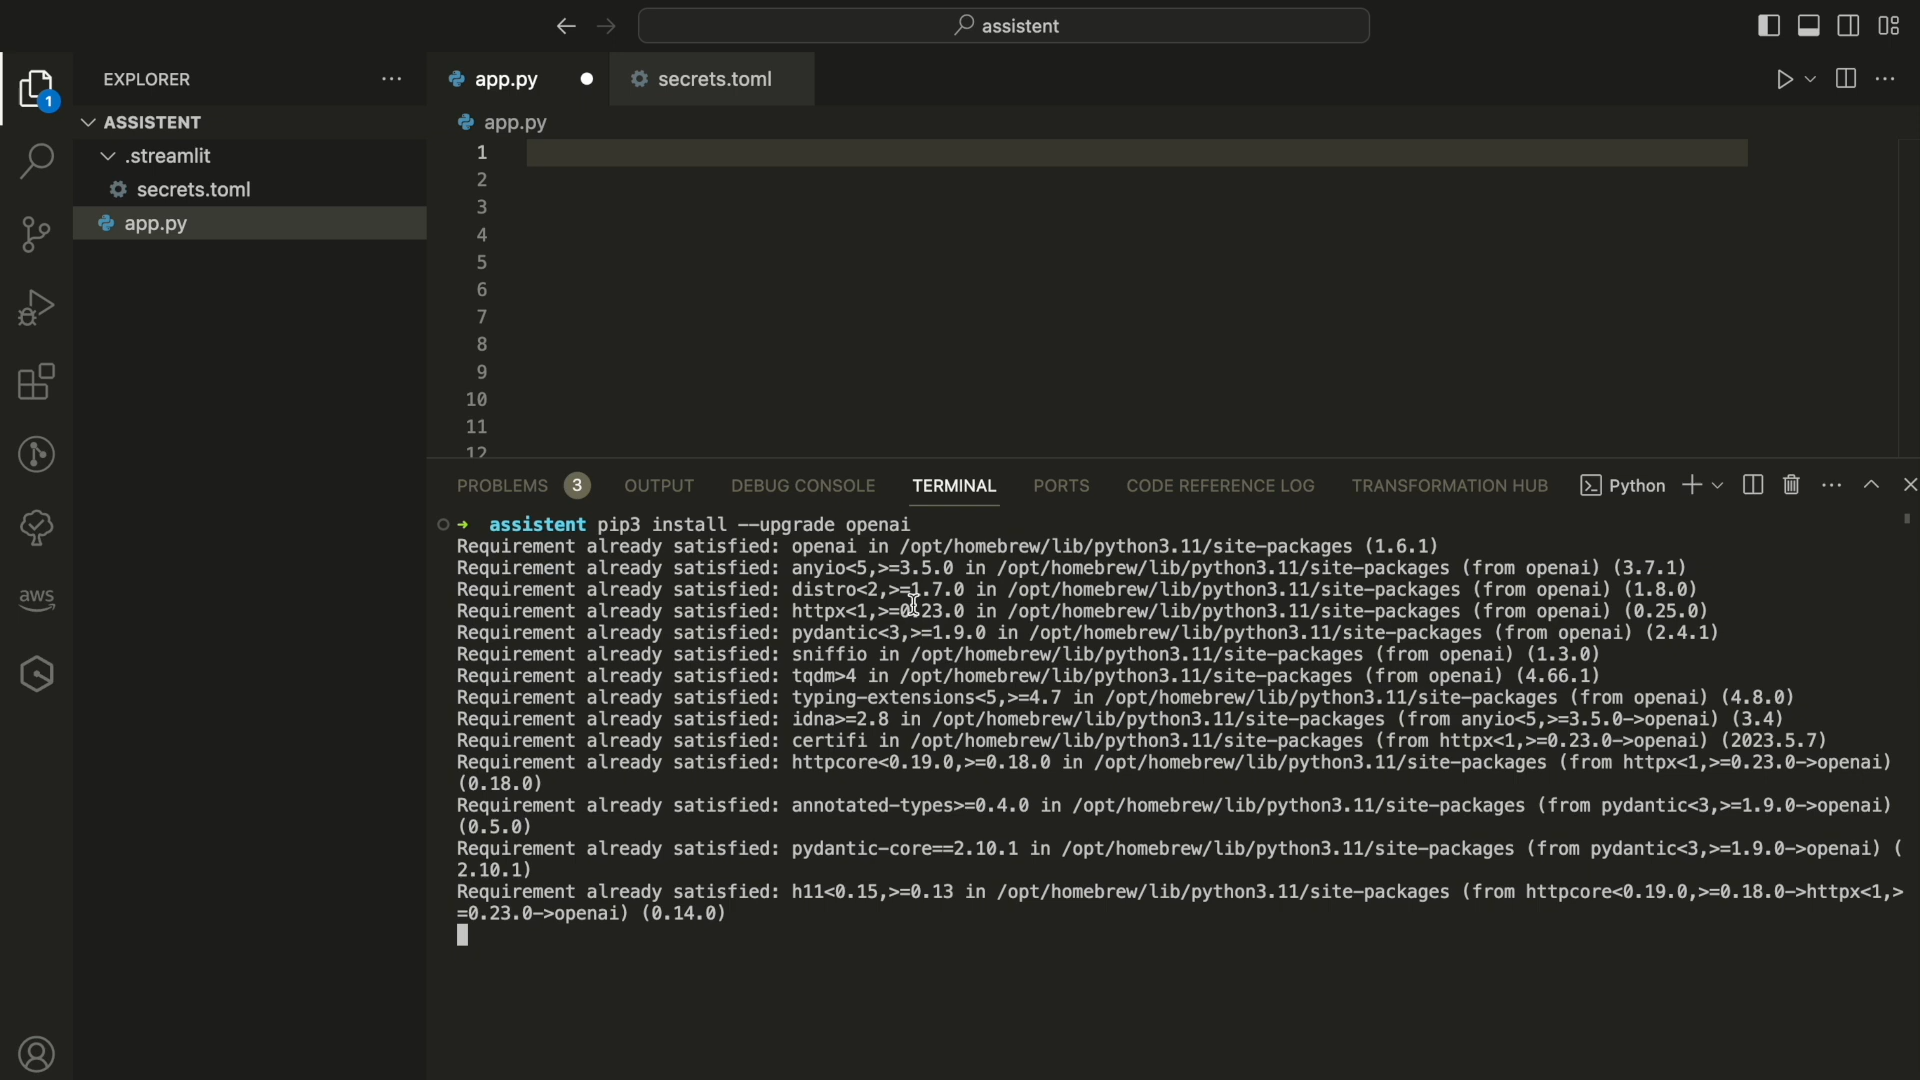 assistent
EXPLORER
1
ASSISTENT
.streamlit
secrets.toml
app.py
aws
app.py
secrets.toml
app.py
1
2
3
4
5
6
7
8
9
10
11
12
PROBLEMS 3 OUTPUT DEBUG CONSOLE TERMINAL PORTS CODE REFERENCE LOG TRANSFORMATION HUB Python
→ assistent pip3 install --upgrade openai
Requirement already satisfied: openai in /opt/homebrew/lib/python3.11/site-packages (1.6.1)
Requirement already satisfied: anyio<5,>=3.5.0 in /opt/homebrew/lib/python3.11/site-packages (from openai) (3.7.1)
Requirement already satisfied: distro<2,>=1.7.0 in /opt/homebrew/lib/python3.11/site-packages (from openai) (1.8.0)
Requirement already satisfied: httpx<1,>=0.23.0 in /opt/homebrew/lib/python3.11/site-packages (from openai) (0.25.0)
Requirement already satisfied: pydantic<3,>=1.9.0 in /opt/homebrew/lib/python3.11/site-packages (from openai) (2.4.1)
Requirement already satisfied: sniffio in /opt/homebrew/lib/python3.11/site-packages (from openai) (1.3.0)
Requirement already satisfied: tqdm>4 in /opt/homebrew/lib/python3.11/site-packages (from openai) (4.66.1)
Requirement already satisfied: typing-extensions<5,>=4.7 in /opt/homebrew/lib/python3.11/site-packages (from openai) (4.8.0)
Requirement already satisfied: idna>=2.8 in /opt/homebrew/lib/python3.11/site-packages (from anyio<5,>=3.5.0->openai) (3.4)
Requirement already satisfied: certifi in /opt/homebrew/lib/python3.11/site-packages (from httpx<1,>=0.23.0->openai) (2023.5.7)
Requirement already satisfied: httpcore<0.19.0,>=0.18.0 in /opt/homebrew/lib/python3.11/site-packages (from httpx<1,>=0.23.0->openai)
(0.18.0)
Requirement already satisfied: annotated-types>=0.4.0 in /opt/homebrew/lib/python3.11/site-packages (from pydantic<3,>=1.9.0->openai)
(0.5.0)
Requirement already satisfied: pydantic-core==2.10.1 in /opt/homebrew/lib/python3.11/site-packages (from pydantic<3,>=1.9.0->openai) (
2.10.1)
Requirement already satisfied: h11<0.15,>=0.13 in /opt/homebrew/lib/python3.11/site-packages (from httpcore<0.19.0,>=0.18.0->httpx<1,>
=0.23.0->openai) (0.14.0)